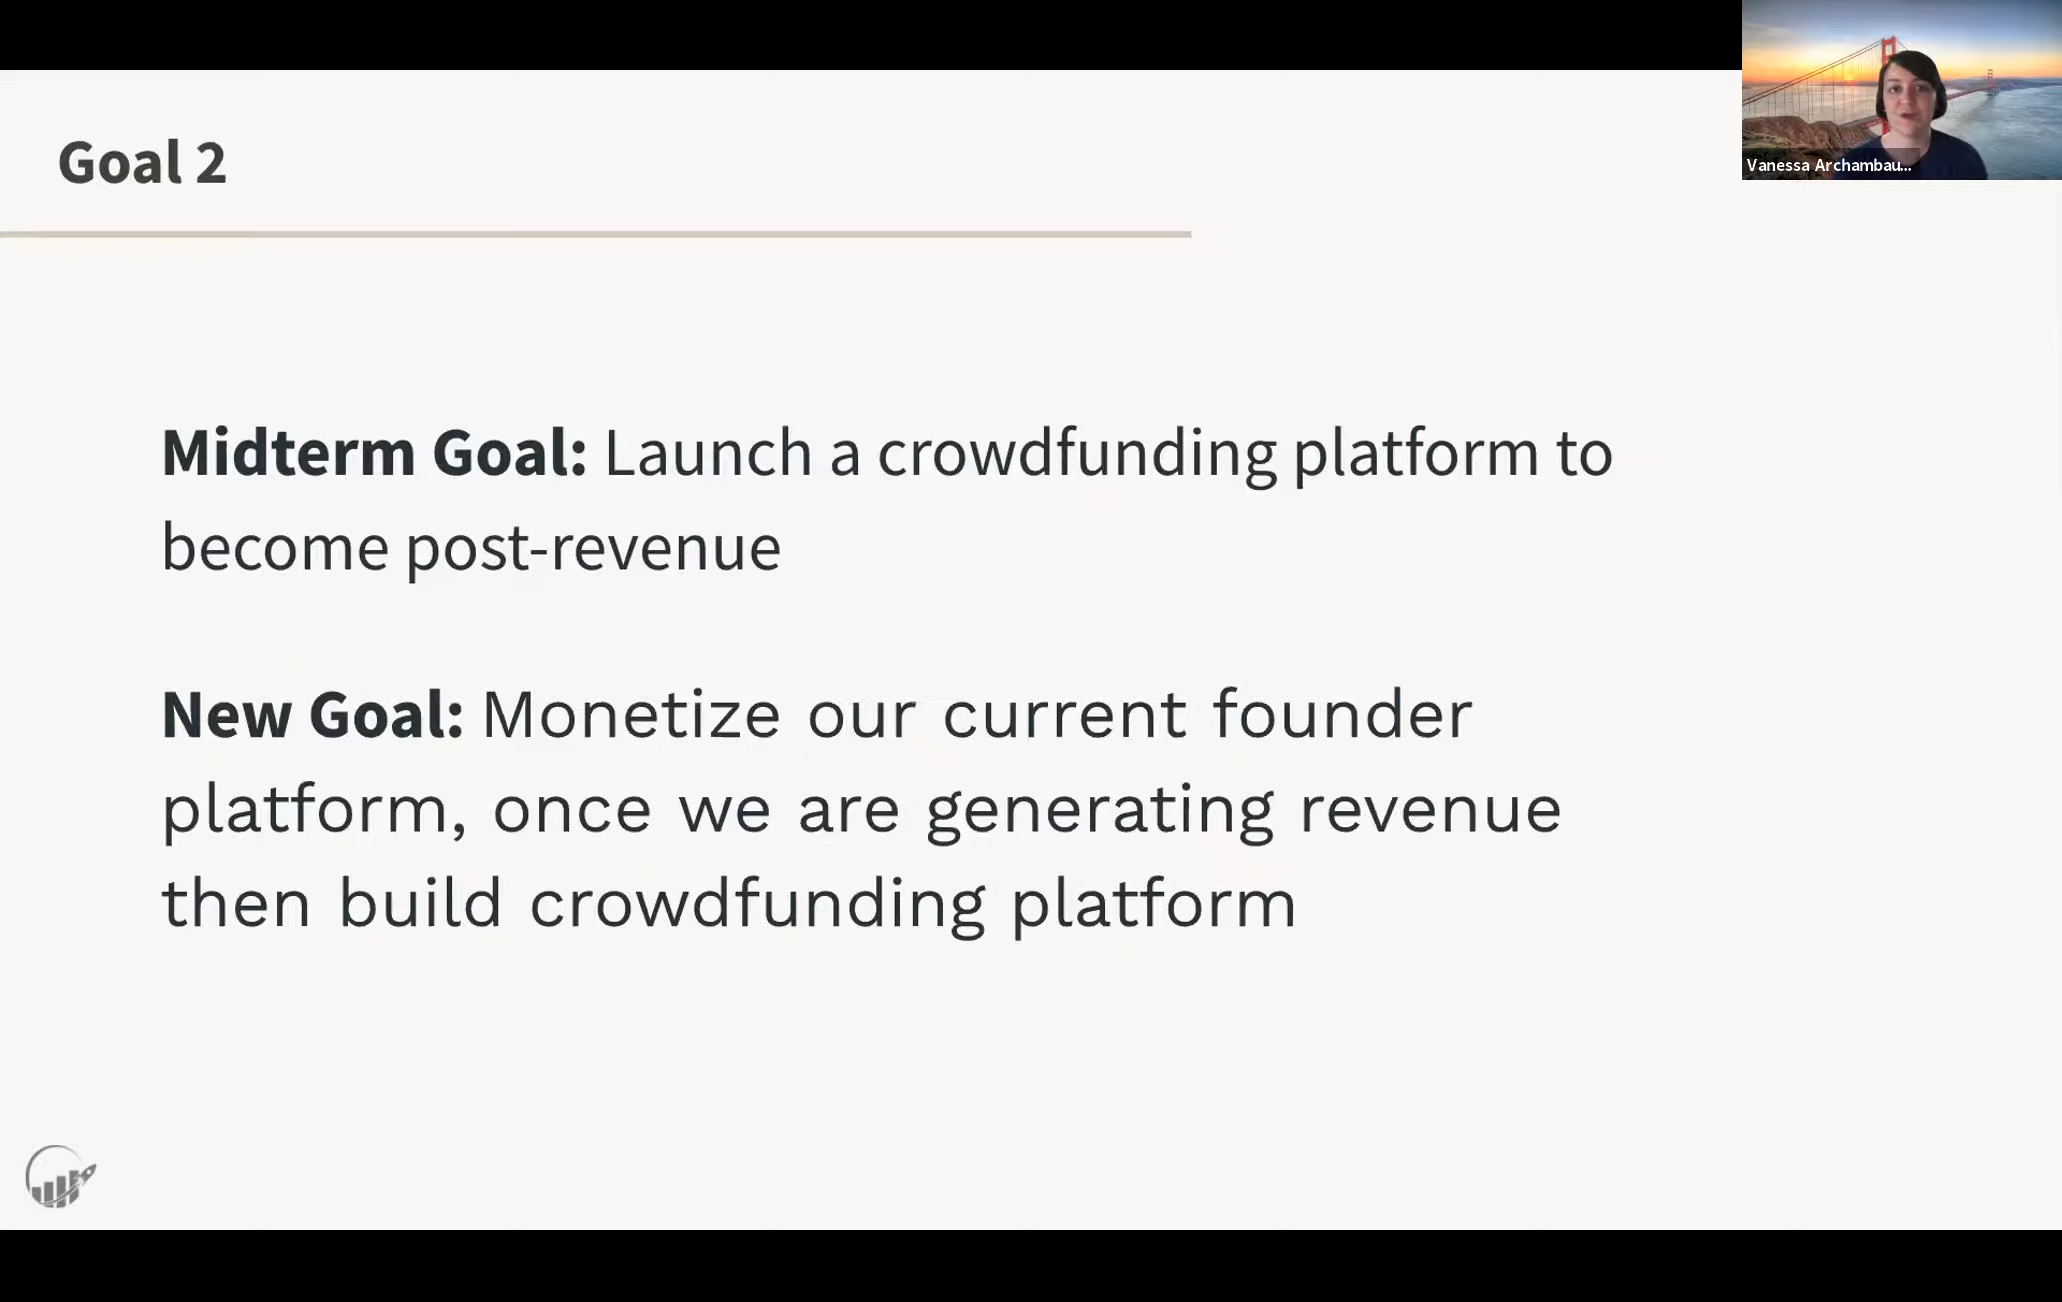 Goal 2
Vanessa Archambau...
Midterm Goal: Launch a crowdfunding platform to
become post-revenue
New Goal: Monetize our current founder
platform, once we are generating revenue
then build crowdfunding platform